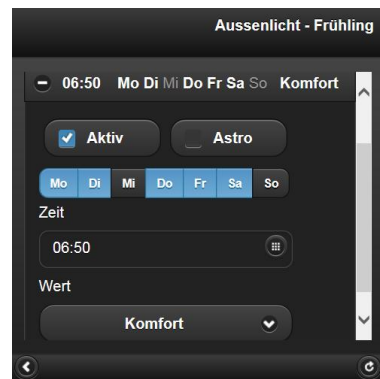 Aussenlicht - Frühling
06:50 Mo Di Mi Do Fr Sa So Komfort
Aktiv Astro
Mo Di Mi Do Fr Sa So
Zeit
06:50
Wert
Komfort